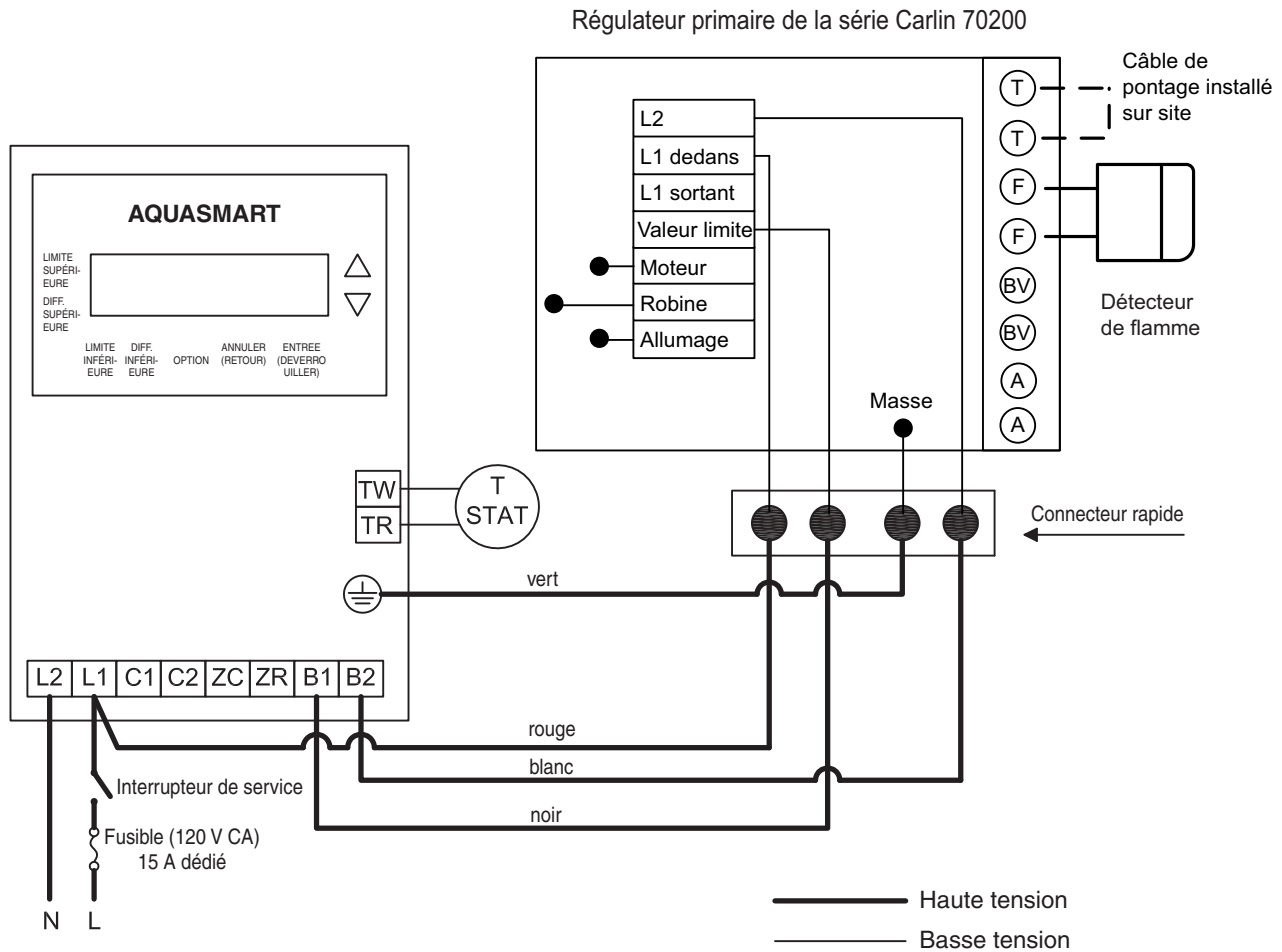 Régulateur primaire de la série Carlin 70200
Câble de
pontage installé
sur site
T
T
F
F
BV
BV
A
A
Détecteur
de flamme
L2
L1 dedans
L1 sortant
Valeur limite
Moteur
Robine
Allumage
Masse
Connecteur rapide
AQUASMART
LIMITE
SUPÉRI-
EURE
DIFF.
SUPÉRI-
EURE
LIMITE
INFÉRI-
EURE
DIFF.
INFÉRI-
EURE
OPTION
ANNULER
(RETOUR)
ENTREE
(DEVERRO
UILLER)
TW
TR
T
STAT
vert
L2 L1 C1 C2 ZC ZR B1 B2
rouge
blanc
noir
Interrupteur de service
Fusible (120 V CA)
15 A dédié
N L
Haute tension
Basse tension